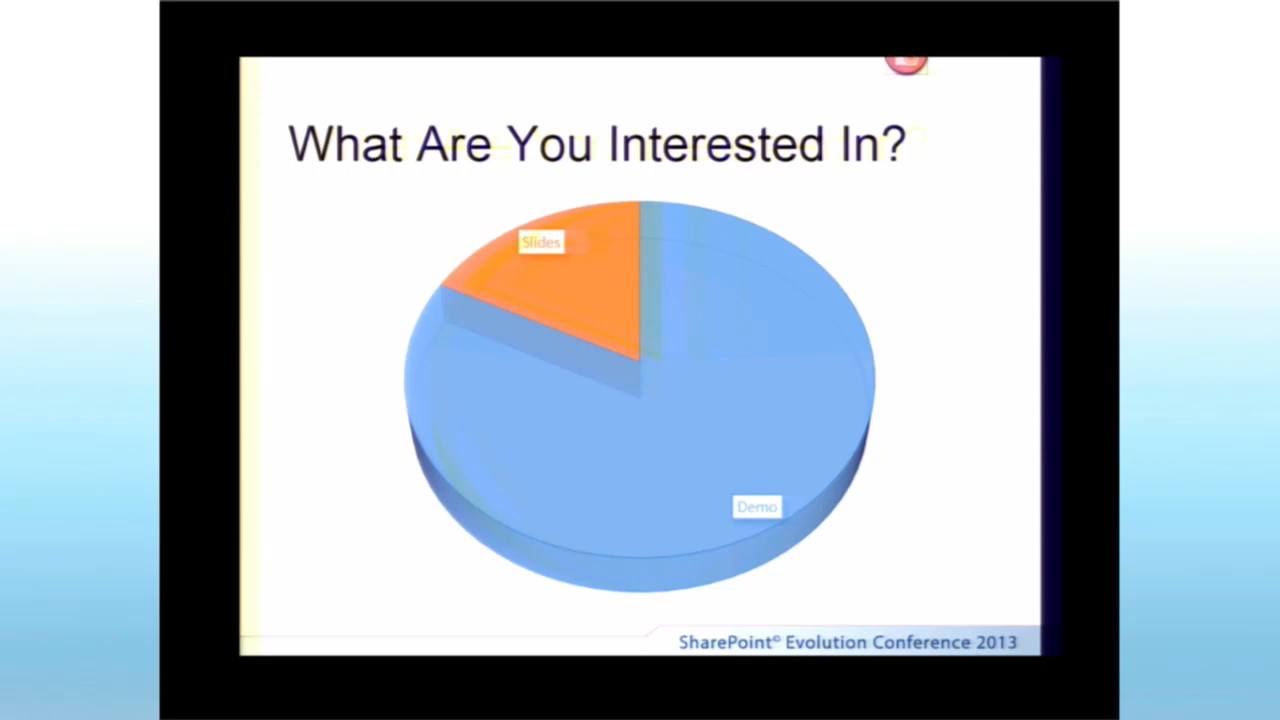 What Are You Interested In?
Slides
Demo
SharePoint© Evolution Conference 2013